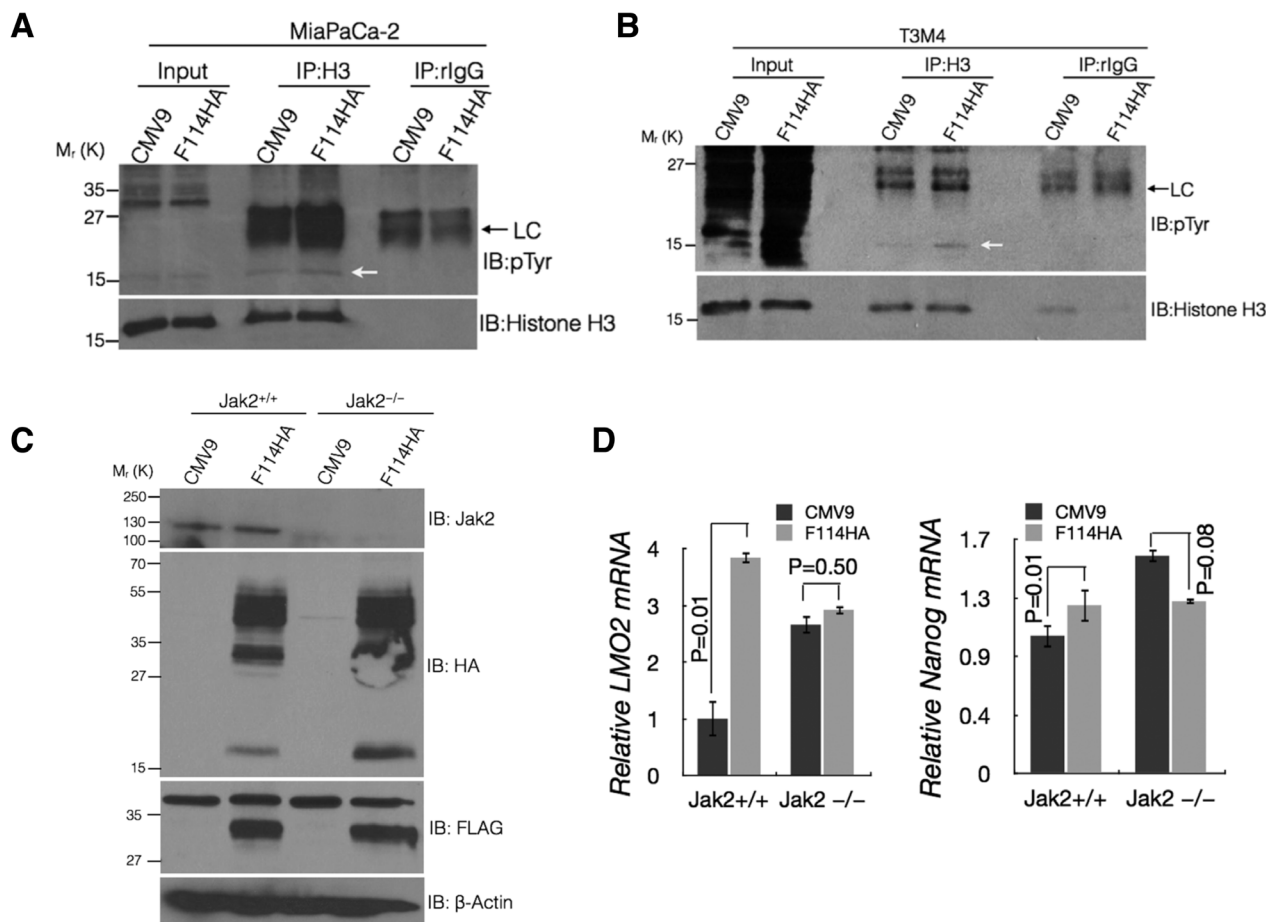 A
MiaPaCa-2
Input IP:H3 IP:rIgG
CMV9 F114HA CMV9 F114HA CMV9 F114HA
Mr (K)
35
27
LC
IB:pTyr
15
IB:Histone H3
15
B
T3M4
Input IP:H3 IP:rIgG
CMV9 F114HA CMV9 F114HA CMV9 F114HA
Mr (K)
27
LC
IB:pTyr
15
IB:Histone H3
15
C
Jak2+/+ Jak2−/−
CMV9 F114HA CMV9 F114HA
Mr (K)
250
130
100
IB: Jak2
70
55
35
27
15
IB: HA
35
27
IB: FLAG
IB: β-Actin
D
CMV9
F114HA
Relative LMO2 mRNA
4
3
2
1
0
P=0.01
P=0.50
Jak2+/+ Jak2 −/−
CMV9
F114HA
Relative Nanog mRNA
1.7
1.3
0.9
0.4
0
P=0.01
P=0.08
Jak2+/+ Jak2 −/−